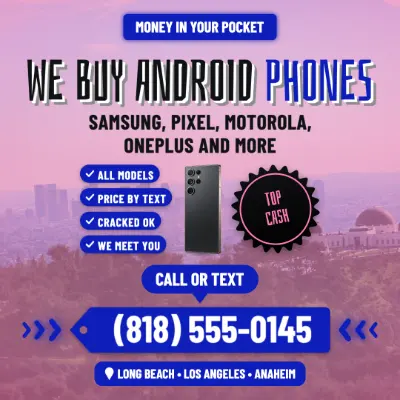 MONEY IN YOUR POCKET
WE BUY ANDROID PHONES
SAMSUNG, PIXEL, MOTOROLA,
ONEPLUS AND MORE
ALL MODELS
PRICE BY TEXT
CRACKED OK
WE MEET YOU
TOP
CASH
CALL OR TEXT
(818) 555-0145
LONG BEACH • LOS ANGELES • ANAHEIM